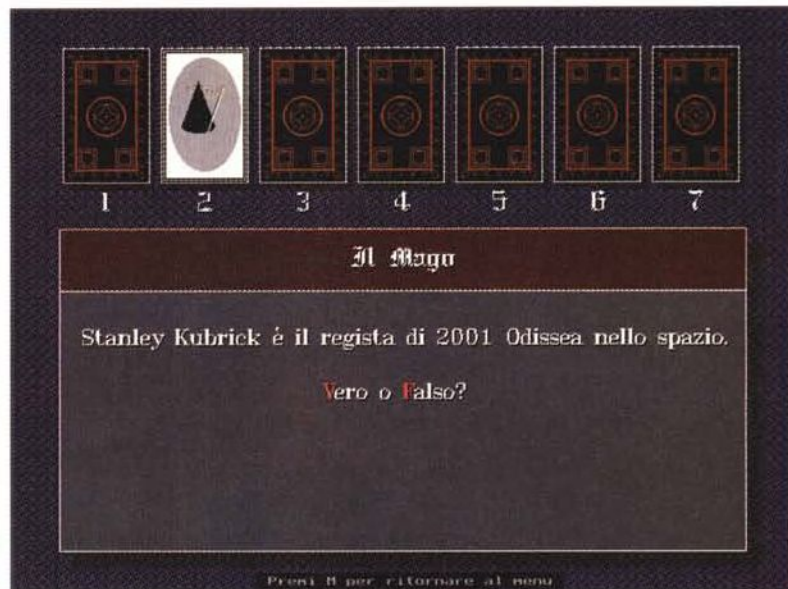 1 2 3 4 5 6 7
Il Mago
Stanley Kubrick è il regista di 2001 Odissea nello spazio.
Vero o Falso?
Premi M per ritornare al menu